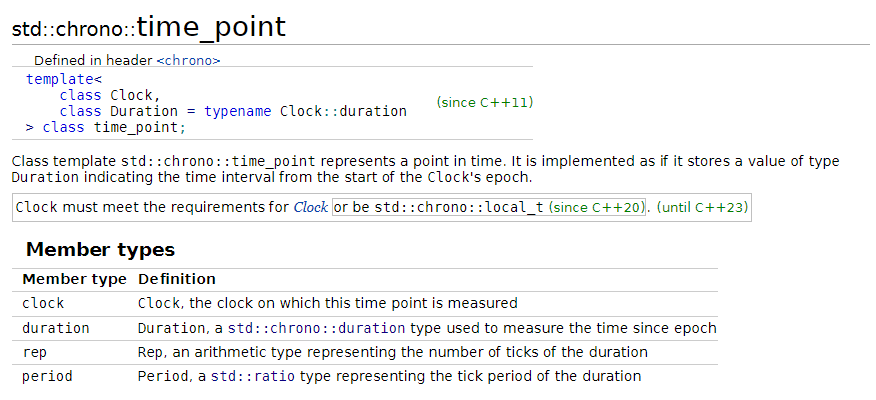 std::chrono::time_point
Defined in header <chrono>
template<
    class Clock,
    class Duration = typename Clock::duration
> class time_point;
(since C++11)
Class template std::chrono::time_point represents a point in time. It is implemented as if it stores a value of type
Duration indicating the time interval from the start of the Clock's epoch.
Clock must meet the requirements for Clock or be std::chrono::local_t (since C++20). (until C++23)
Member types
Member type Definition
clock Clock, the clock on which this time point is measured
duration Duration, a std::chrono::duration type used to measure the time since epoch
rep Rep, an arithmetic type representing the number of ticks of the duration
period Period, a std::ratio type representing the tick period of the duration